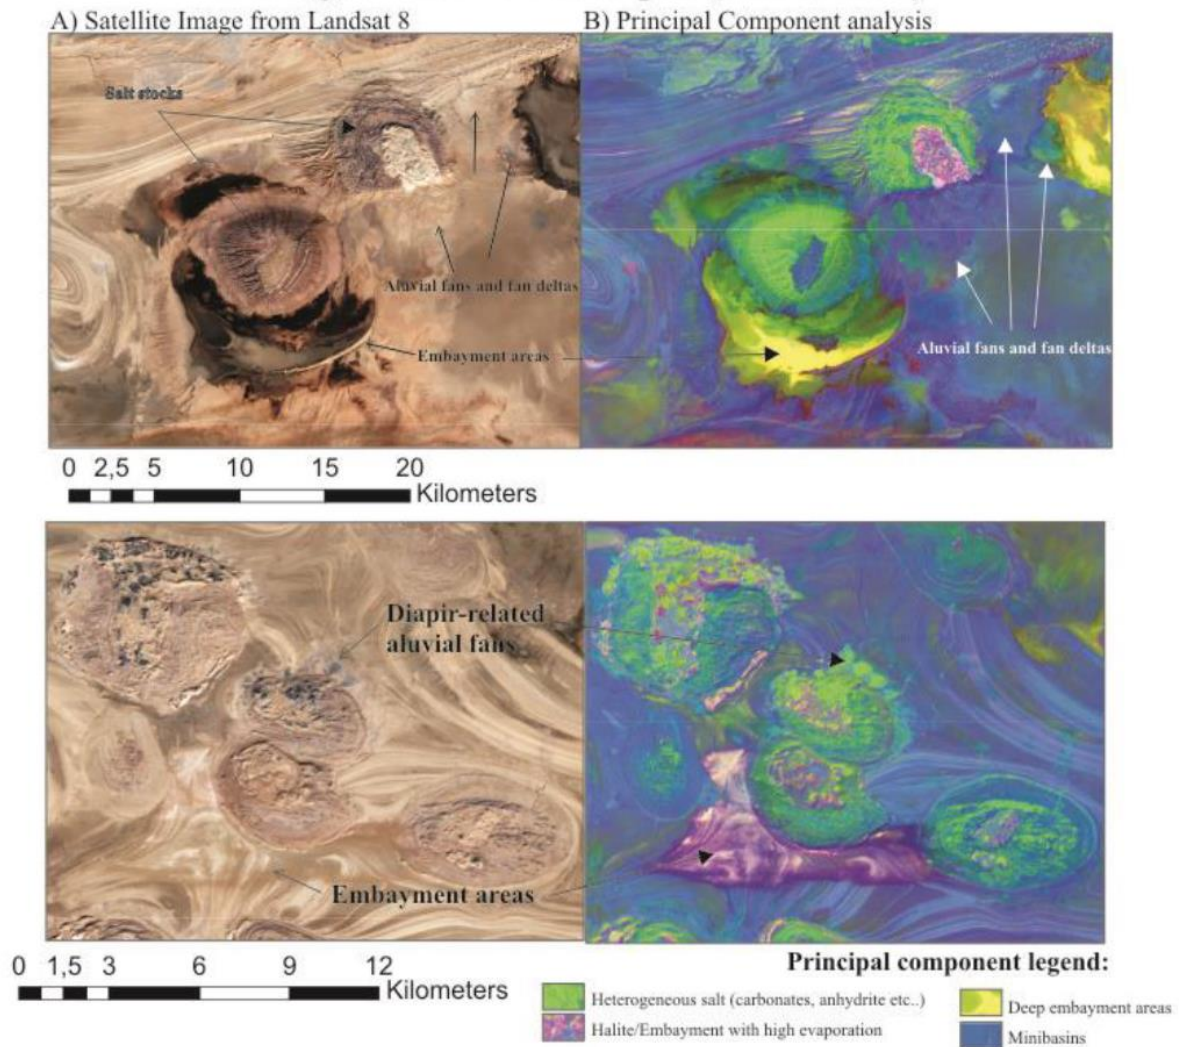 A) Satellite Image from Landsat 8
B) Principal Component analysis
Salt stocks
Aluvial fans and fan deltas
Embayment areas
Aluvial fans and fan deltas
0 2,5 5 10 15 20
Kilometers
Diapir-related
aluvial fans
Embayment areas
0 1,5 3 6 9 12
Kilometers
Principal component legend:
Heterogeneous salt (carbonates, anhydrite etc..)
Halite/Embayment with high evaporation
Deep embayment areas
Minibasins